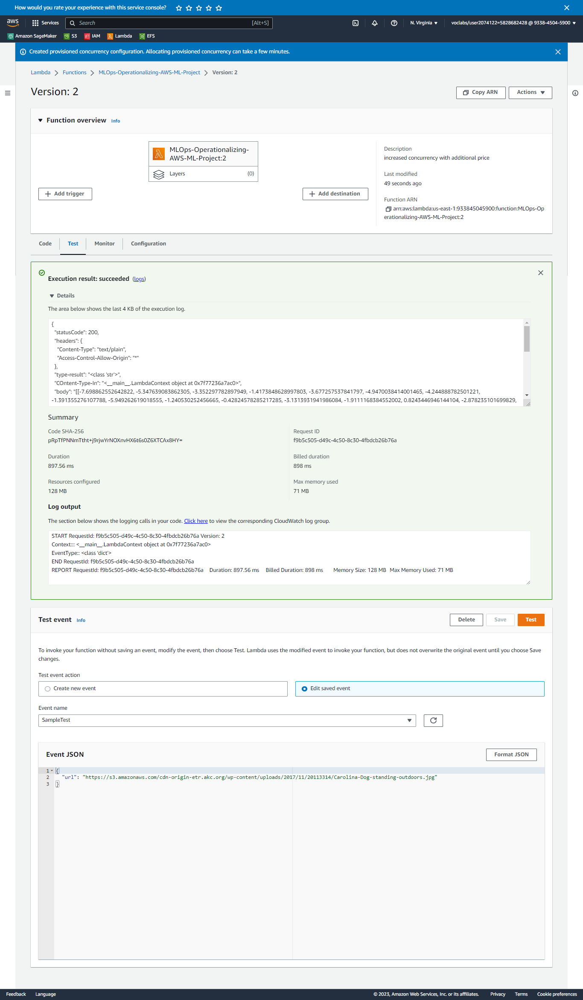 How would you rate your experience with this service console?
aws
Services
Search
[Alt+S]
N. Virginia
voclabs/user2074122=5828682428 @ 9338-4504-5900
Amazon SageMaker
S3
IAM
Lambda
EFS
Created provisioned concurrency configuration. Allocating provisioned concurrency can take a few minutes.
Lambda
Functions
MLOps-Operationalizing-AWS-ML-Project
Version: 2
Version: 2
Copy ARN
Actions
Function overview
Info
MLOps-Operationalizing-
AWS-ML-Project:2
Layers
(0)
Add trigger
Add destination
Description
increased concurrency with additional price
Last modified
49 seconds ago
Function ARN
arn:aws:lambda:us-east-1:933845045900:function:MLOps-Op
erationalizing-AWS-ML-Project:2
Code
Test
Monitor
Configuration
Execution result: succeeded (logs)
Details
The area below shows the last 4 KB of the execution log.
{
"statusCode": 200,
"headers": {
"Content-Type": "text/plain",
"Access-Control-Allow-Origin": "*"
},
"type-result": "<class 'str'>",
"COntent-Type-In": "<__main__.LambdaContext object at 0x7f77236a7ac0>",
"body": "[[-7.698862552642822, -5.347639083862305, -3.352297782897949, -1.4173848628997803, -3.677257537841797, -4.9470038414001465, -4.244888782501221,
-1.391355276107788, -5.949262619018555, -1.240530252456665, -0.42824578285217285, -3.1313931941986084, -1.9111168384552002, 0.8243446946144104, -2.878235101699829,
Summary
Code SHA-256
pRpTfPNNmTtht+j9rjwYrNOXnvHX6t6s0Z6XTCAx8HY=
Request ID
f9b5c505-d49c-4c50-8c30-4fbdcb26b76a
Duration
897.56 ms
Billed duration
898 ms
Resources configured
128 MB
Max memory used
71 MB
Log output
The section below shows the logging calls in your code. Click here to view the corresponding CloudWatch log group.
START RequestId: f9b5c505-d49c-4c50-8c30-4fbdcb26b76a Version: 2
Context::: <__main__.LambdaContext object at 0x7f77236a7ac0>
EventType:: <class 'dict'>
END RequestId: f9b5c505-d49c-4c50-8c30-4fbdcb26b76a
REPORT RequestId: f9b5c505-d49c-4c50-8c30-4fbdcb26b76a Duration: 897.56 ms Billed Duration: 898 ms Memory Size: 128 MB Max Memory Used: 71 MB
Test event
Info
Delete
Save
Test
To invoke your function without saving an event, modify the event, then choose Test. Lambda uses the modified event to invoke your function, but does not overwrite the original event until you choose Save
changes.
Test event action
Create new event
Edit saved event
Event name
SampleTest
Event JSON
Format JSON
1 {
2 "url": "https://s3.amazonaws.com/cdn-origin-etr.akc.org/wp-content/uploads/2017/11/20113314/Carolina-Dog-standing-outdoors.jpg"
3 }
Feedback
Language
© 2023, Amazon Web Services, Inc. or its affiliates.
Privacy
Terms
Cookie preferences